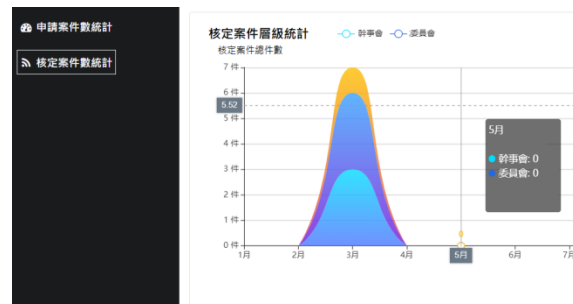 申請案件數統計
核定案件數統計
核定案件層級統計
幹事會 委員會
核定案件總件數
7 件
6 件
5.52
5 件
4 件
3 件
2 件
1 件
0 件
5月
幹事會: 0
委員會: 0
0
1月 2月 3月 4月 5月 6月 7月